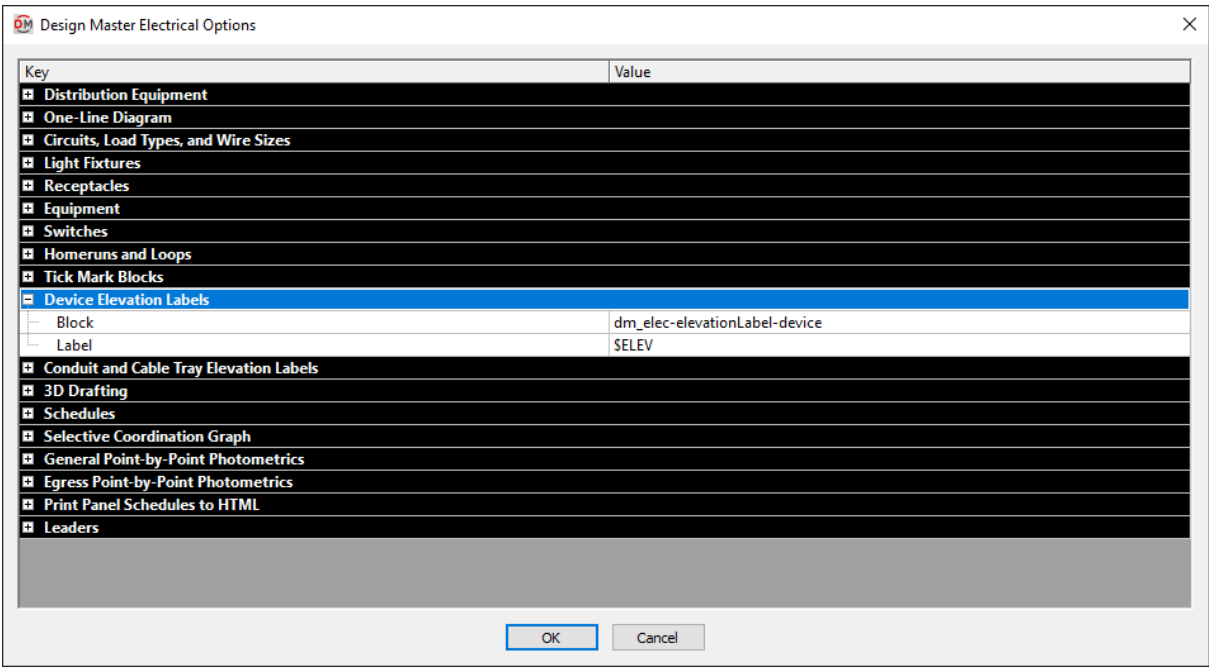 DM Design Master Electrical Options
Key Value
Distribution Equipment
One-Line Diagram
Circuits, Load Types, and Wire Sizes
Light Fixtures
Receptacles
Equipment
Switches
Homeruns and Loops
Tick Mark Blocks
Device Elevation Labels
Block dm_elec-elevationLabel-device
Label $ELEV
Conduit and Cable Tray Elevation Labels
3D Drafting
Schedules
Selective Coordination Graph
General Point-by-Point Photometrics
Egress Point-by-Point Photometrics
Print Panel Schedules to HTML
Leaders
OK Cancel